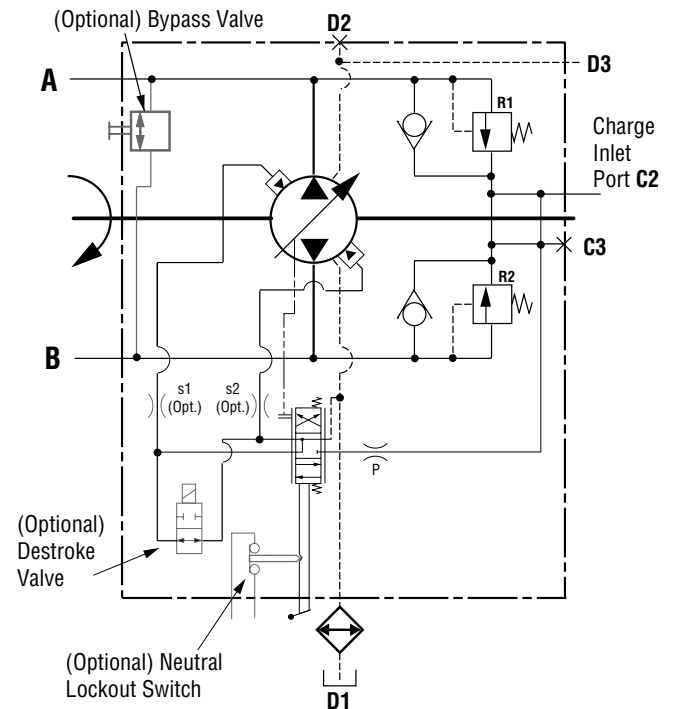 (Optional) Bypass Valve
D2
D3
A
R1
Charge
Inlet
Port C2
C3
R2
B
s1
(Opt.)
s2
(Opt.)
P
(Optional)
Destroke
Valve
(Optional) Neutral
Lockout Switch
D1